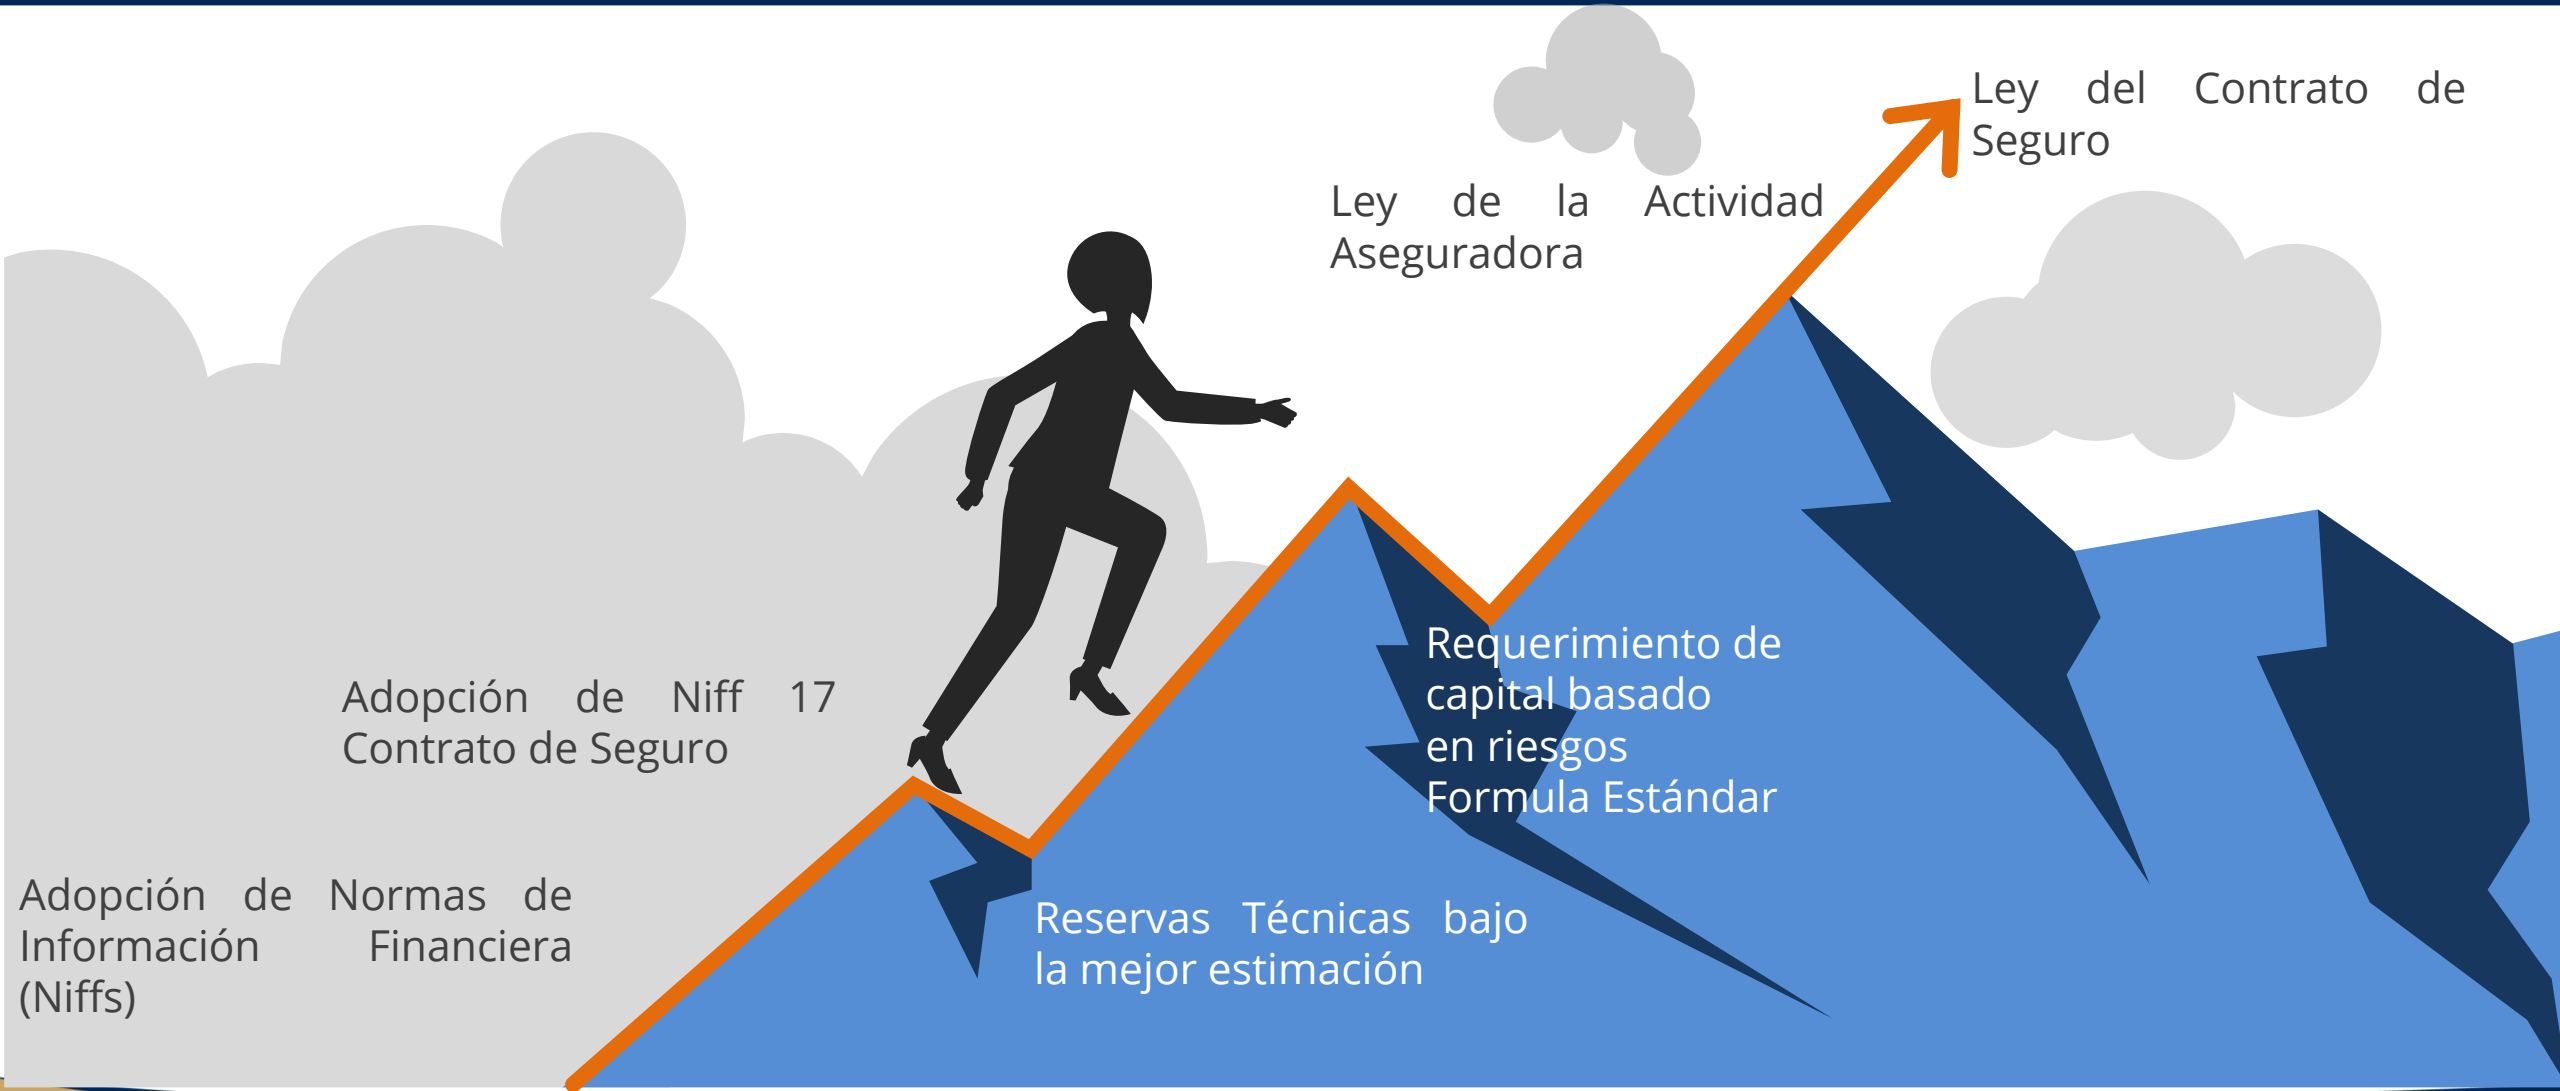 Ley del Contrato de
Seguro
Ley de la Actividad
Aseguradora
Requerimiento de
capital basado
en riesgos
Formula Estándar
Adopción de Niff 17
Contrato de Seguro
Adopción de Normas de
Información Financiera
(Niffs)
Reservas Técnicas bajo
la mejor estimación